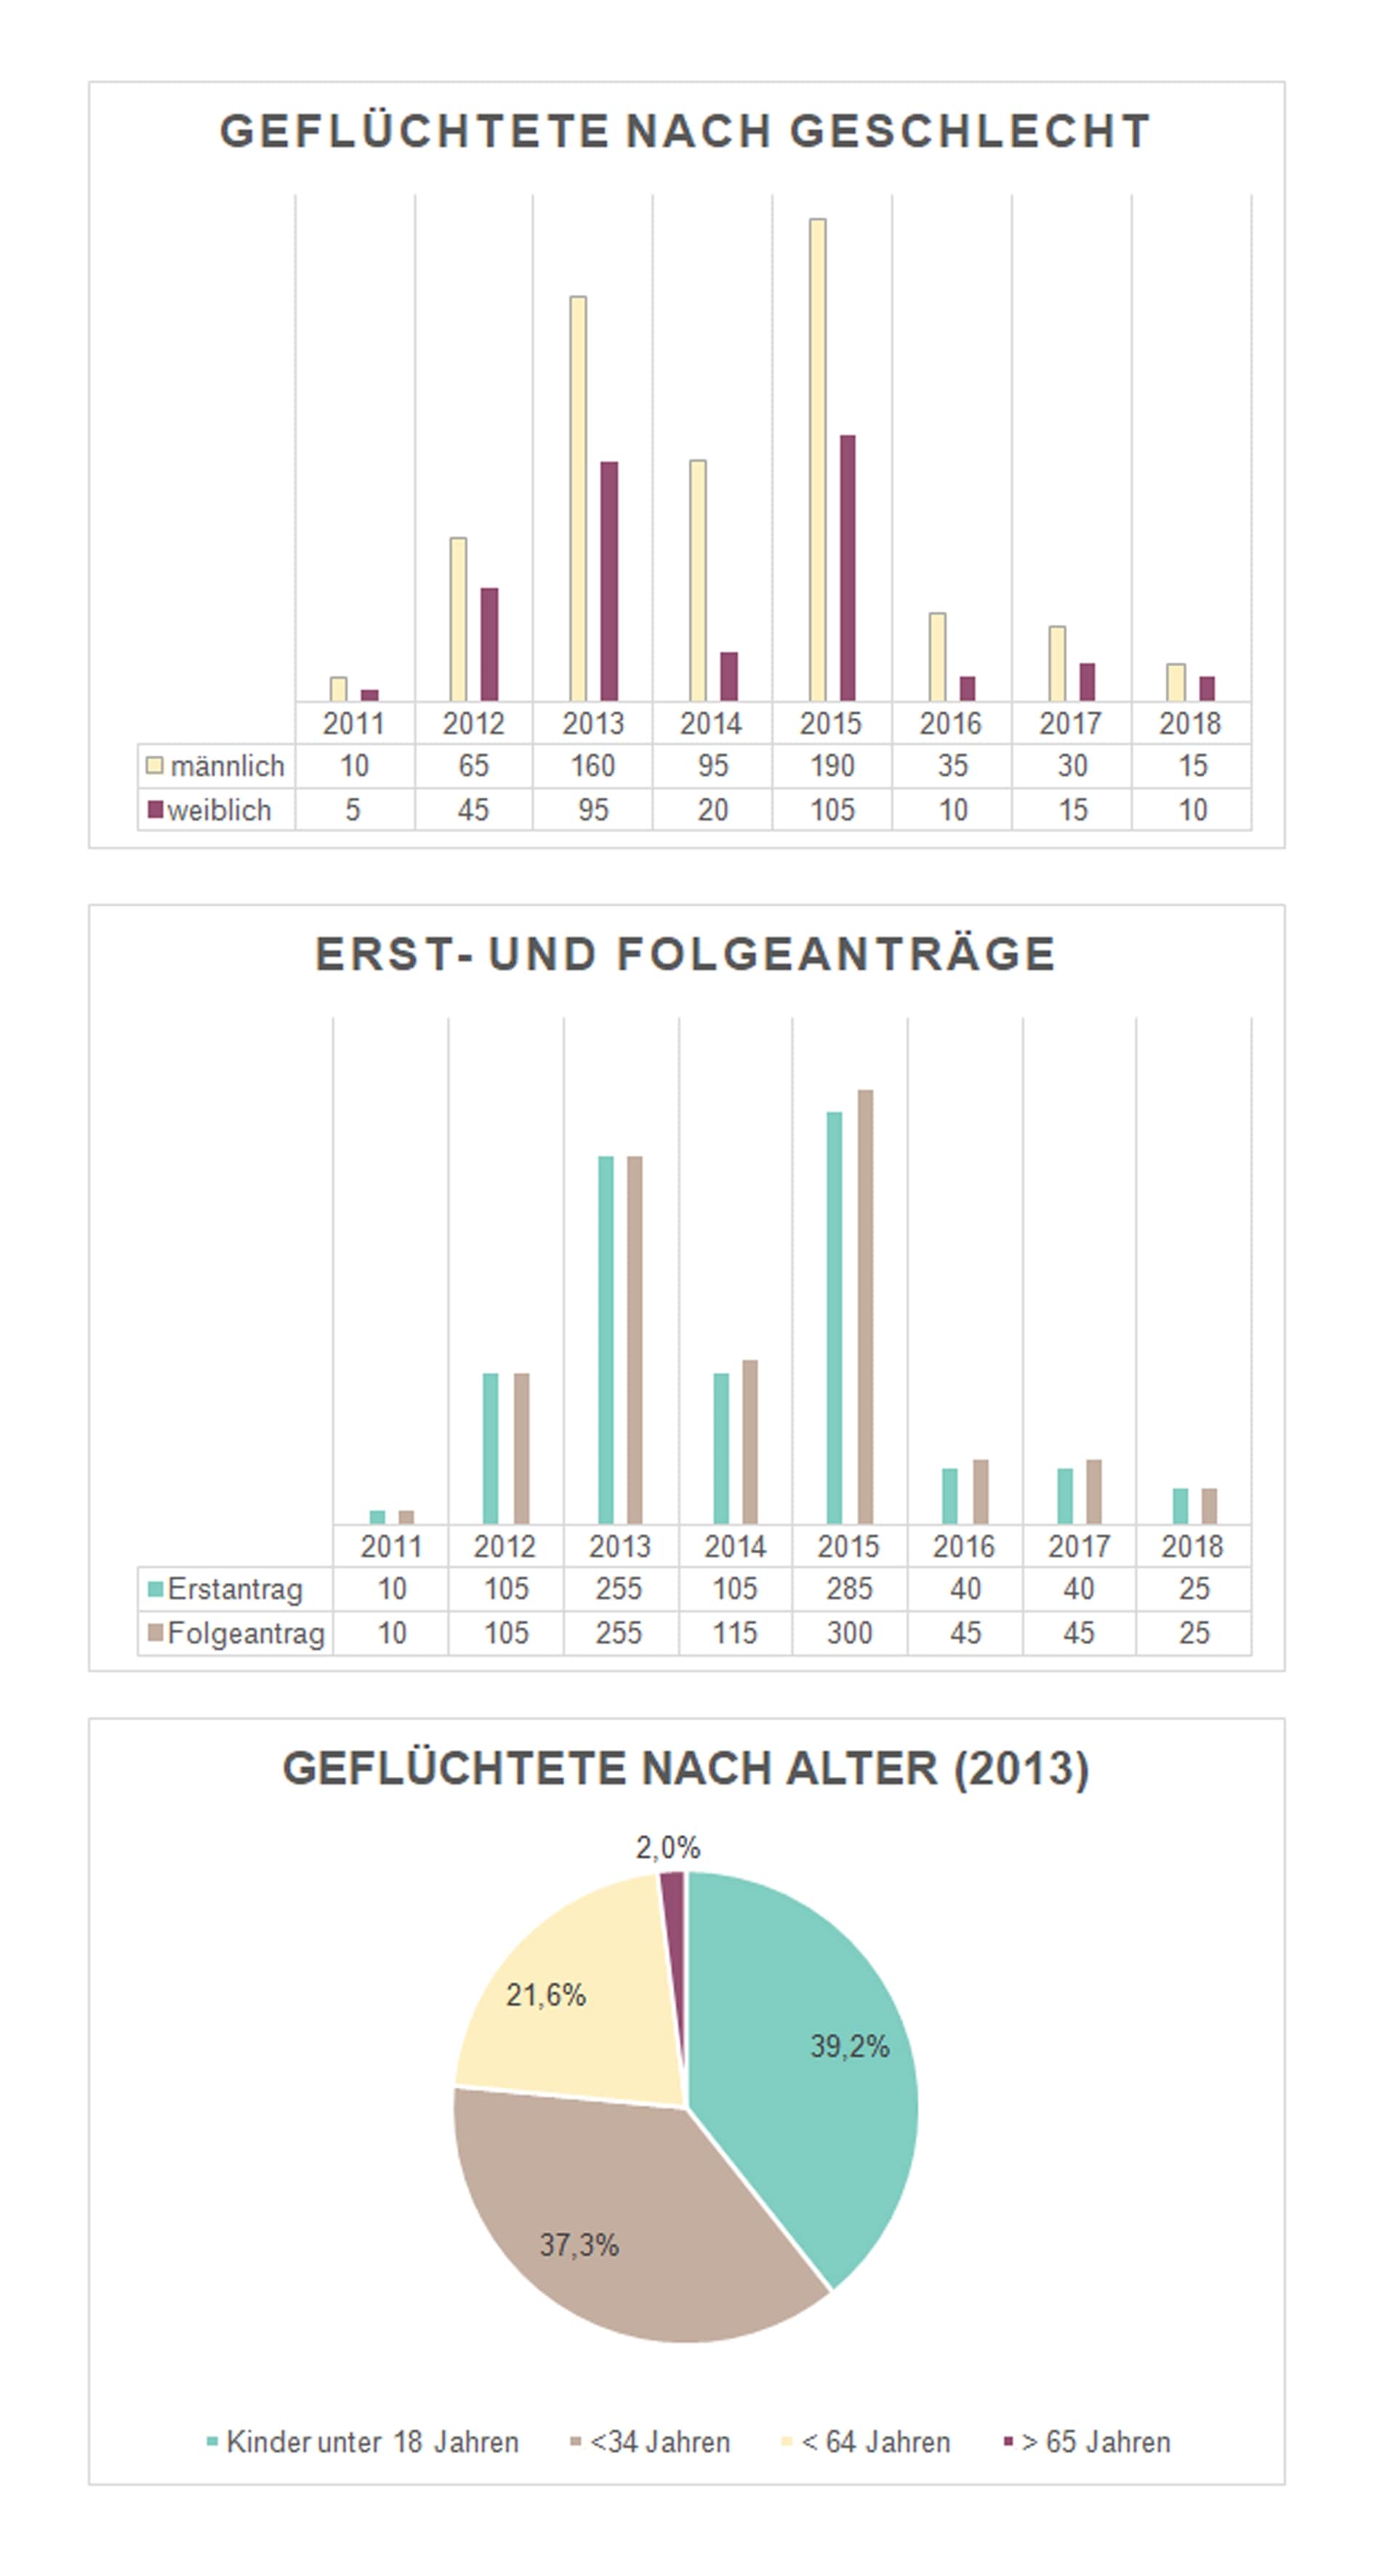 GEFLÜCHTETE NACH GESCHLECHT
2011 2012 2013 2014 2015 2016 2017 2018
männlich 10 65 160 95 190 35 30 15
weiblich 5 45 95 20 105 10 15 10
ERST- UND FOLGEANTRÄGE
2011 2012 2013 2014 2015 2016 2017 2018
Erstantrag 10 105 255 105 285 40 40 25
Folgeantrag 10 105 255 115 300 45 45 25
GEFLÜCHTETE NACH ALTER (2013)
2,0%
21,6%
39,2%
37,3%
Kinder unter 18 Jahren <34 Jahren < 64 Jahren > 65 Jahren